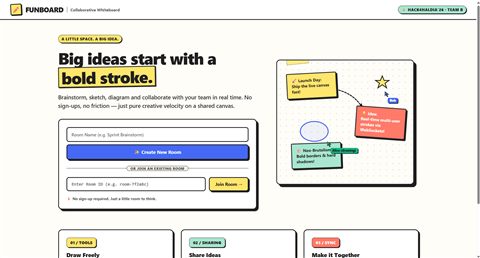 FUNBOARD
Collaborative Whiteboard
HACK4HALDIA '26 · TEAM B
A LITTLE SPACE. A BIG IDEA.
Big ideas start with a
bold stroke.
Brainstorm, sketch, diagram and collaborate with your team in real time. No
sign-ups, no friction — just pure creative velocity on a shared canvas.
Room Name (e.g. Sprint Brainstorm)
Create New Room
OR JOIN AN EXISTING ROOM
Enter Room ID (e.g. room-7f1abc)
Join Room →
No sign-up required. Just a little room to think.
Launch Day:
Ship the live canvas
fast!
Bob
Idea:
Real-time multi-user
strokes via
WebSockets!
Neo-Brutalism
Bold borders & hard
shadows!
01 / TOOLS
Draw Freely
02 / SHARING
Share Ideas
03 / SYNC
Make it Together